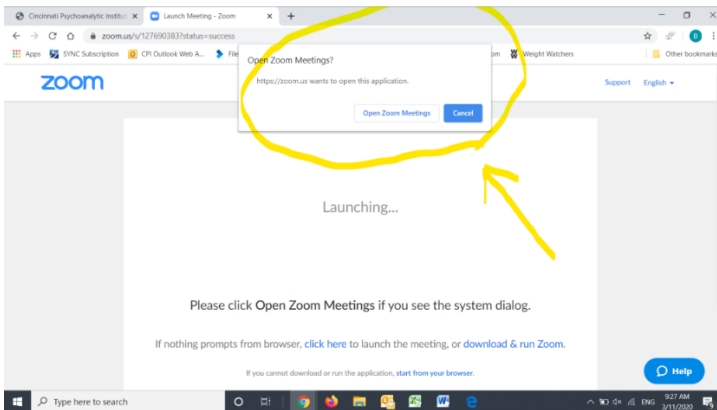 Cincinnati Psychoanalytic Institut
Launch Meeting - Zoom
zoom.us/s/127690383?status=success
Apps
SYNC Subscription
CPI Outlook Web A...
File
om
Weight Watchers
Other bookmarks
B
Open Zoom Meetings?
https://zoom.us wants to open this application.
Open Zoom Meetings
Cancel
zoom
Support
English
Launching...
Please click Open Zoom Meetings if you see the system dialog.
If nothing prompts from browser, click here to launch the meeting, or download & run Zoom.
If you cannot download or run the application, start from your browser.
Help
Type here to search
ENG
9:27 AM
3/11/2020